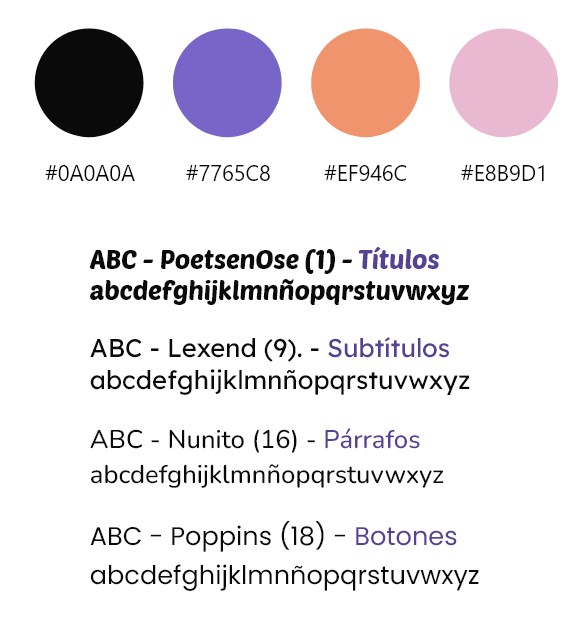 #0A0A0A #7765C8 #EF946C #E8B9D1
ABC - PoetsenOse (1) - Títulos
abcdefghijklmnñopqrstuvwxyz
ABC - Lexend (9). - Subtítulos
abcdefghijklmnñopqrstuvwxyz
ABC - Nunito (16) - Párrafos
abcdefghijklmnñopqrstuvwxyz
ABC - Poppins (18) - Botones
abcdefghijklmnñopqrstuvwxyz